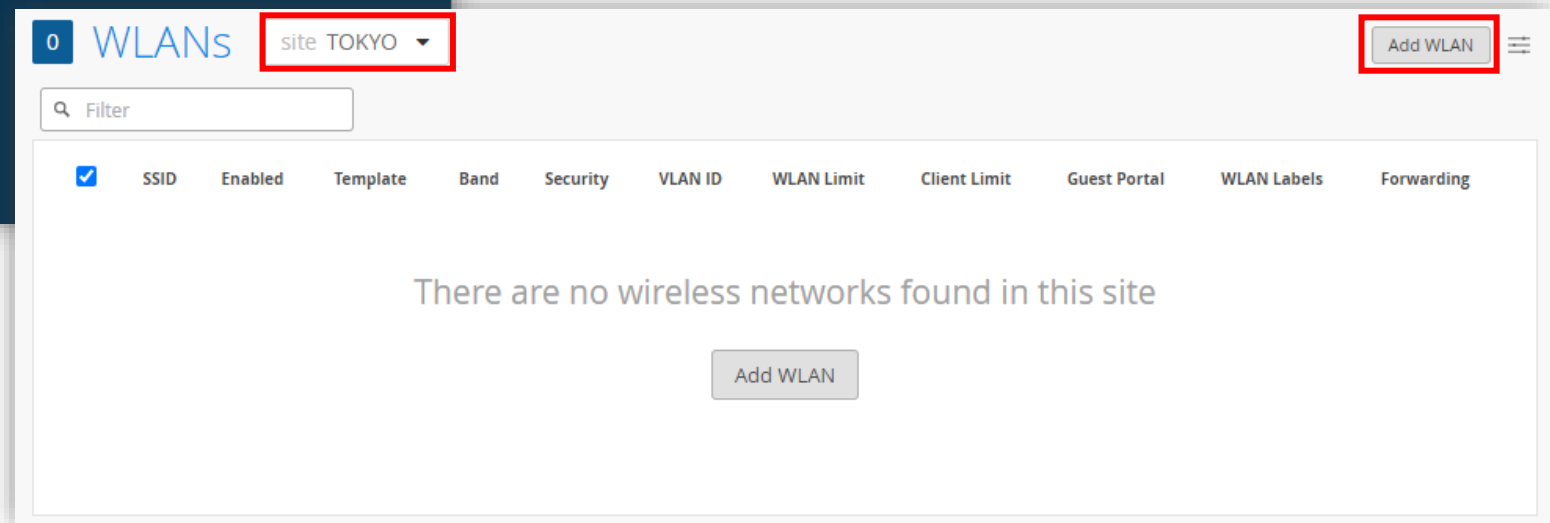 0 WLANs site TOKYO Add WLAN
Filter
SSID Enabled Template Band Security VLAN ID WLAN Limit Client Limit Guest Portal WLAN Labels Forwarding
There are no wireless networks found in this site
Add WLAN